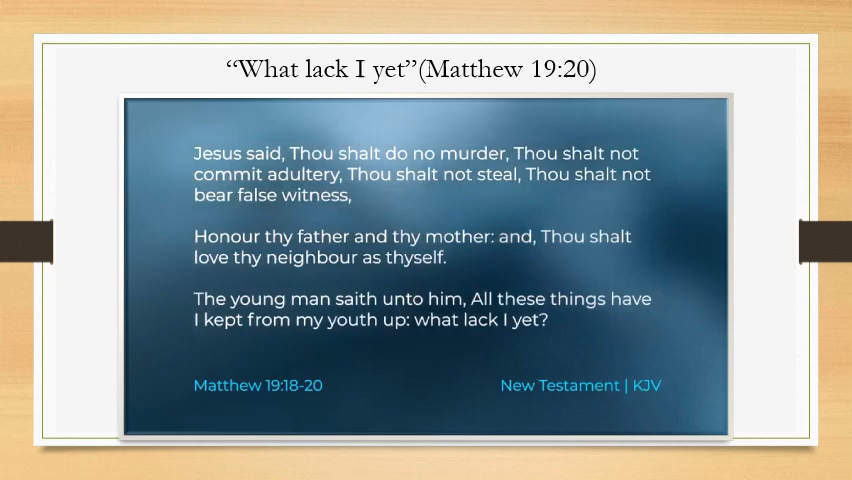 “What lack I yet”(Matthew 19:20)
Jesus said, Thou shalt do no murder, Thou shalt not
commit adultery, Thou shalt not steal, Thou shalt not
bear false witness,
Honour thy father and thy mother: and, Thou shalt
love thy neighbour as thyself.
The young man saith unto him, All these things have
I kept from my youth up: what lack I yet?
Matthew 19:18-20
New Testament | KJV